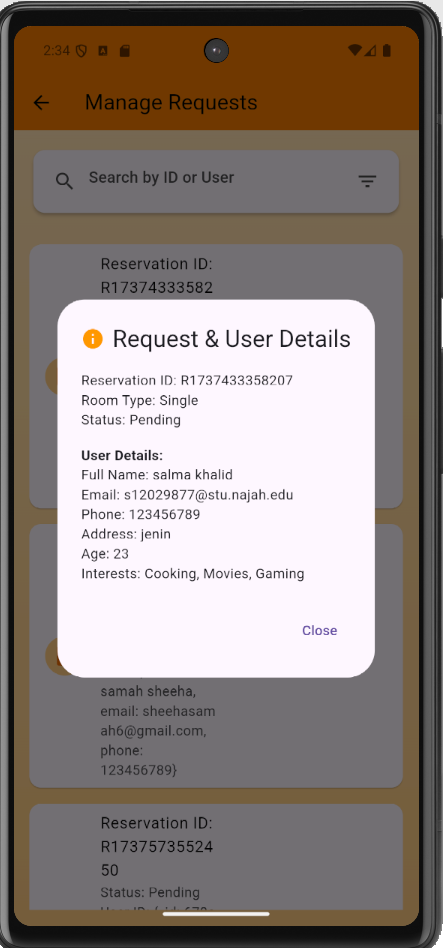 2:34
Manage Requests
Search by ID or User
Reservation ID:
R17374333582
Request & User Details
Reservation ID: R1737433358207
Room Type: Single
Status: Pending
User Details:
Full Name: salma khalid
Email: s12029877@stu.najah.edu
Phone: 123456789
Address: jenin
Age: 23
Interests: Cooking, Movies, Gaming
Close
samah sheeha,
email: sheehasam
ah6@gmail.com,
phone:
123456789}
Reservation ID:
R17375735524
50
Status: Pending